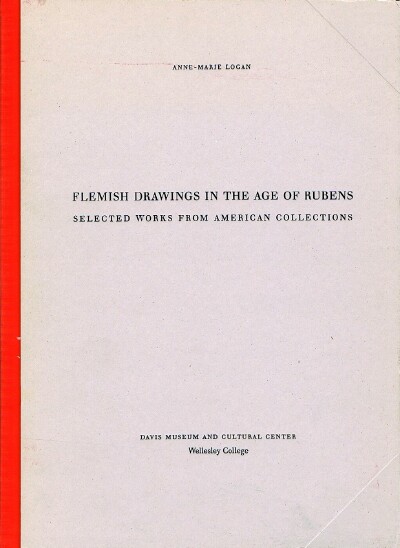 ANNE-MARIE LOGAN
FLEMISH DRAWINGS IN THE AGE OF RUBENS
SELECTED WORKS FROM AMERICAN COLLECTIONS
DAVIS MUSEUM AND CULTURAL CENTER
Wellesley College